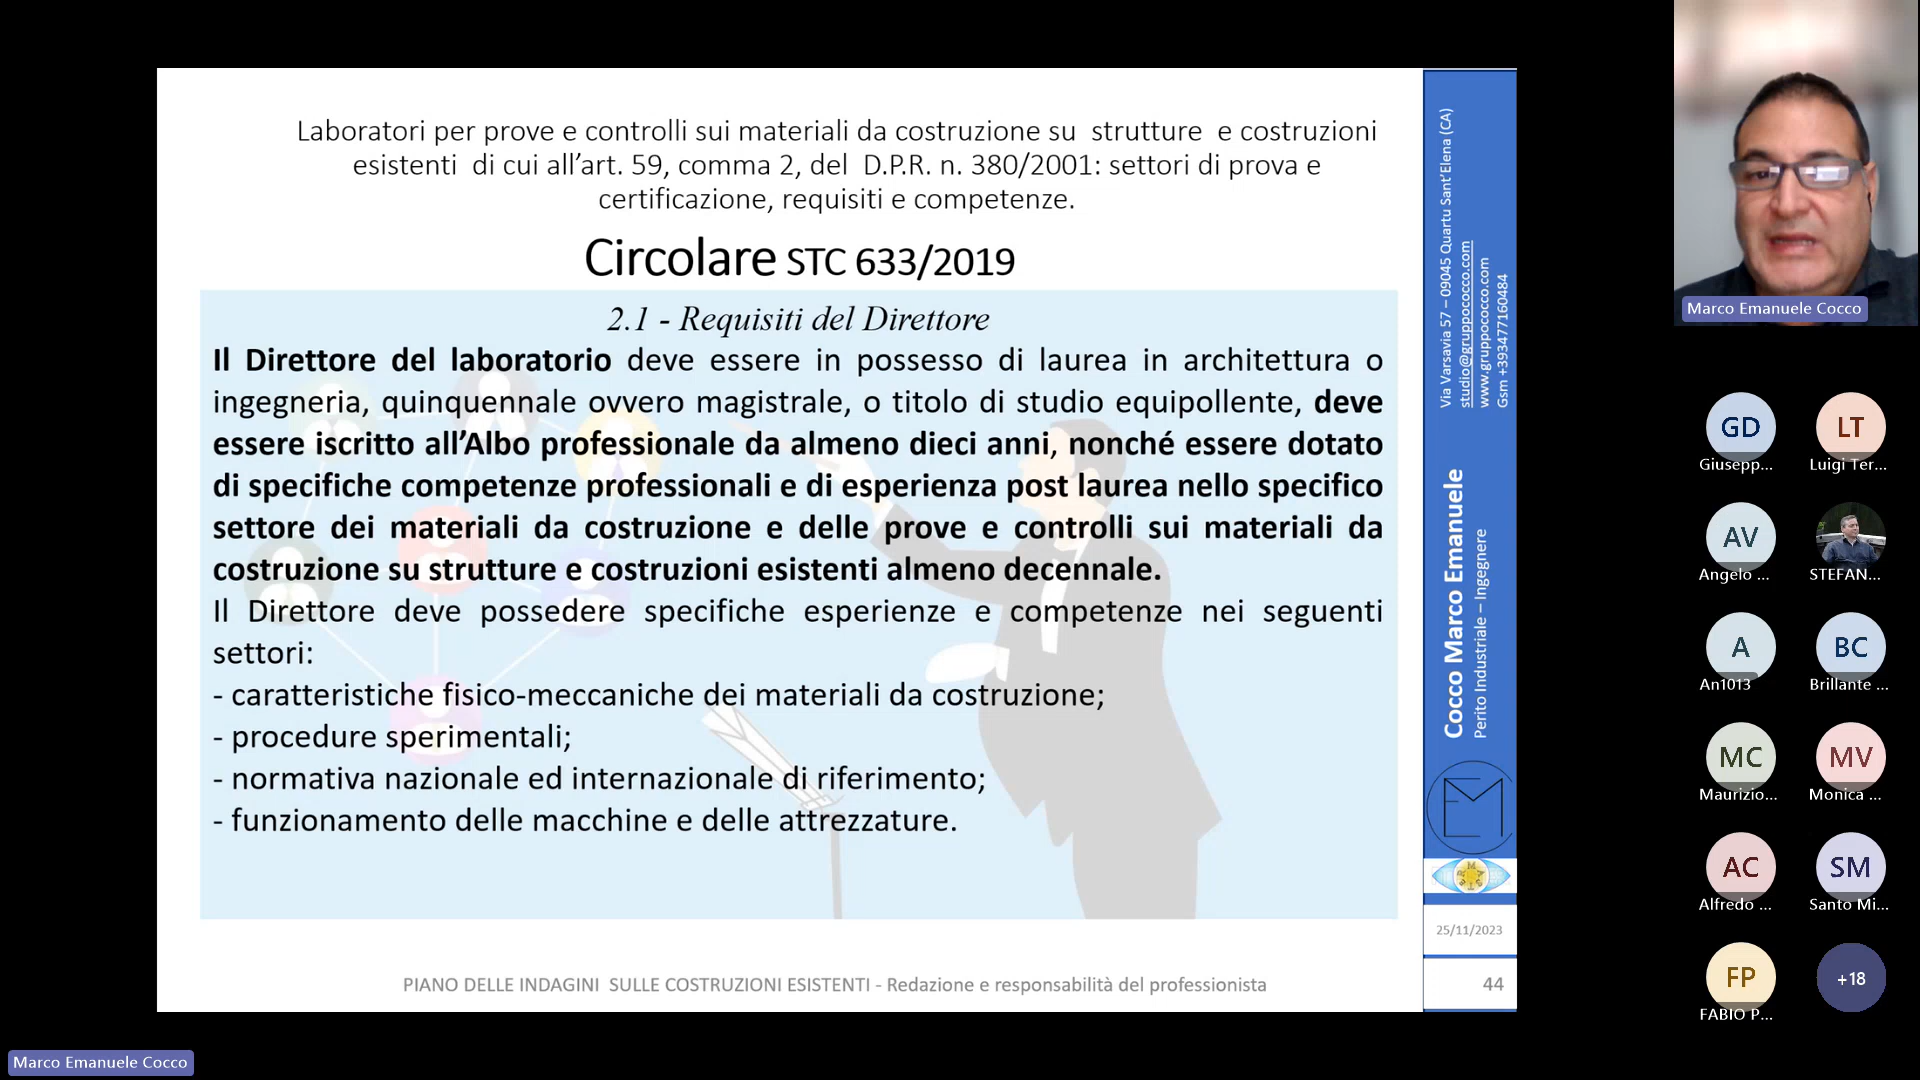 Laboratori per prove e controlli sui materiali da costruzione su strutture e costruzioni
esistenti di cui all’art. 59, comma 2, del D.P.R. n. 380/2001: settori di prova e
certificazione, requisiti e competenze.
Circolare STC 633/2019
2.1 - Requisiti del Direttore
Il Direttore del laboratorio deve essere in possesso di laurea in architettura o
ingegneria, quinquennale ovvero magistrale, o titolo di studio equipollente, deve
essere iscritto all’Albo professionale da almeno dieci anni, nonché essere dotato
di specifiche competenze professionali e di esperienza post laurea nello specifico
settore dei materiali da costruzione e delle prove e controlli sui materiali da
costruzione su strutture e costruzioni esistenti almeno decennale.
Il Direttore deve possedere specifiche esperienze e competenze nei seguenti
settori:
- caratteristiche fisico-meccaniche dei materiali da costruzione;
- procedure sperimentali;
- normativa nazionale ed internazionale di riferimento;
- funzionamento delle macchine e delle attrezzature.
PIANO DELLE INDAGINI SULLE COSTRUZIONI ESISTENTI - Redazione e responsabilità del professionista
Via Varsavia 57 – 09045 Quartu Sant’Elena (CA)
studio@gruppococco.com
www.gruppococco.com
Gsm +393477160484
Cocco Marco Emanuele
Perito Industriale – Ingegnere
25/11/2023
44
Marco Emanuele Cocco
GD
Giusepp...
LT
Luigi Ter...
AV
Angelo ...
STEFAN...
A
An1013
BC
Brillante ...
MC
Maurizio...
MV
Monica ...
AC
Alfredo ...
SM
Santo Mi...
FP
FABIO P...
+18
Marco Emanuele Cocco